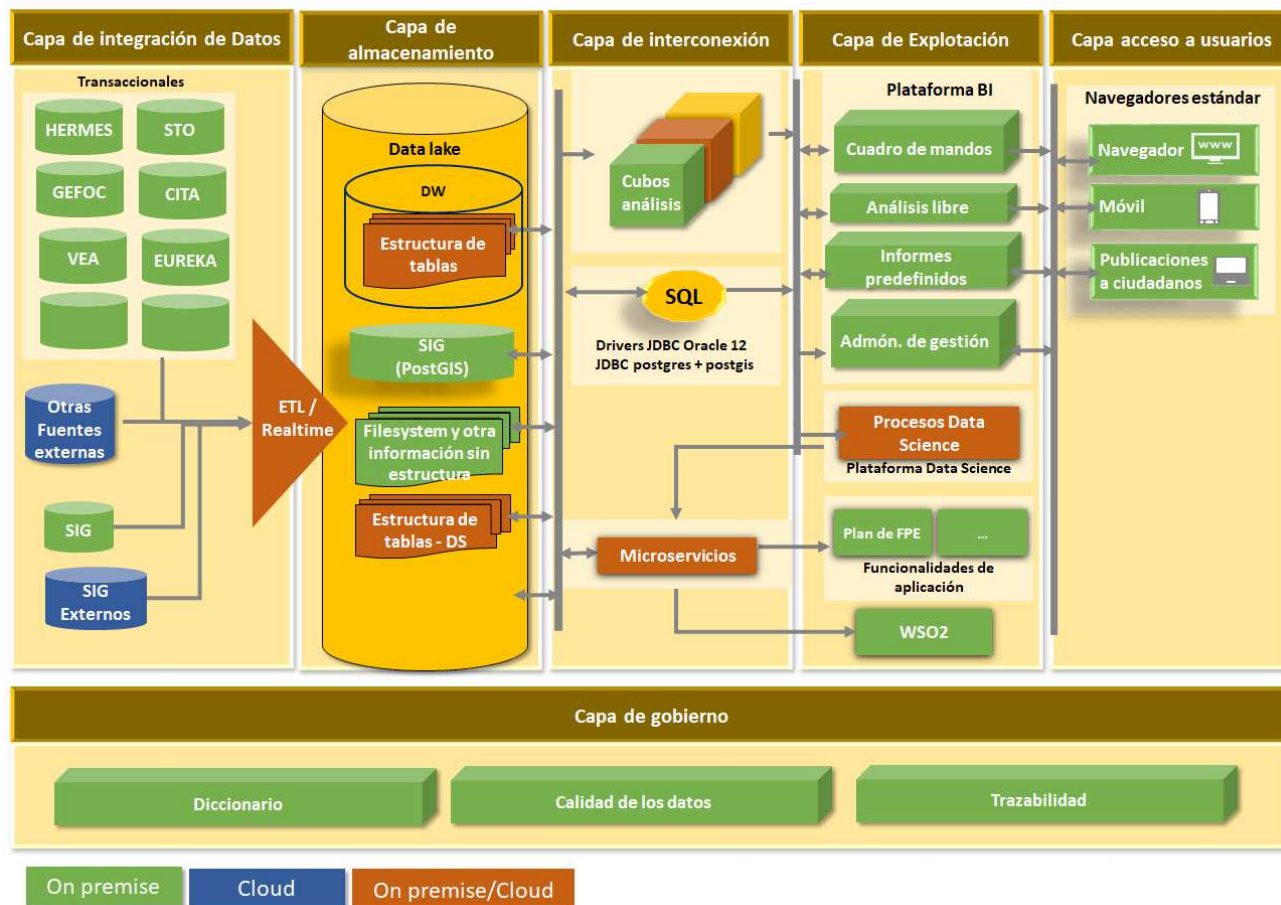 Capa de integración de Datos
Transaccionales
HERMES
STO
GEFOC
CITA
VEA
EUREKA
Otras
Fuentes
externas
SIG
SIG
Externos
ETL /
Realtime
Capa de
almacenamiento
Data lake
DW
Estructura de
tablas
SIG
(PostGIS)
Filesystem y otra
información sin
estructura
Estructura de
tablas - DS
Capa de interconexión
Cubos
análisis
SQL
Drivers JDBC Oracle 12
JDBC postgres + postgis
Microservicios
Capa de Explotación
Plataforma BI
Cuadro de mandos
Análisis libre
Informes
predefinidos
Admón. de gestión
Procesos Data
Science
Plataforma Data Science
Plan de FPE
...
Funcionalidades de
aplicación
WSO2
Capa acceso a usuarios
Navegadores estándar
Navegador
www
Móvil
Publicaciones
a ciudadanos
Capa de gobierno
Diccionario
Calidad de los datos
Trazabilidad
On premise
Cloud
On premise/Cloud